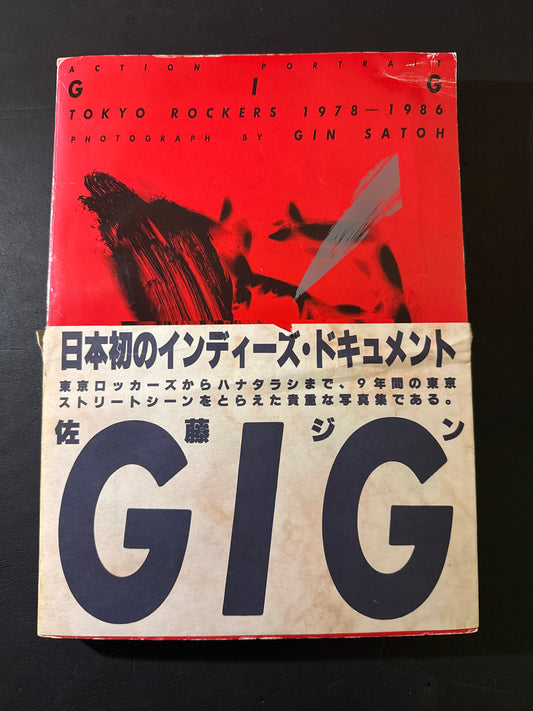 ACTION PORTRAIT
GIG
TOKYO ROCKERS 1978—1986
PHOTOGRAPH BY GIN SATOH
日本初のインディーズ・ドキュメント
東京ロッカーズからハナタラシまで、9年間の東京
ストリートシーンをとらえた貴重な写真集である。
佐藤ジン
GIG